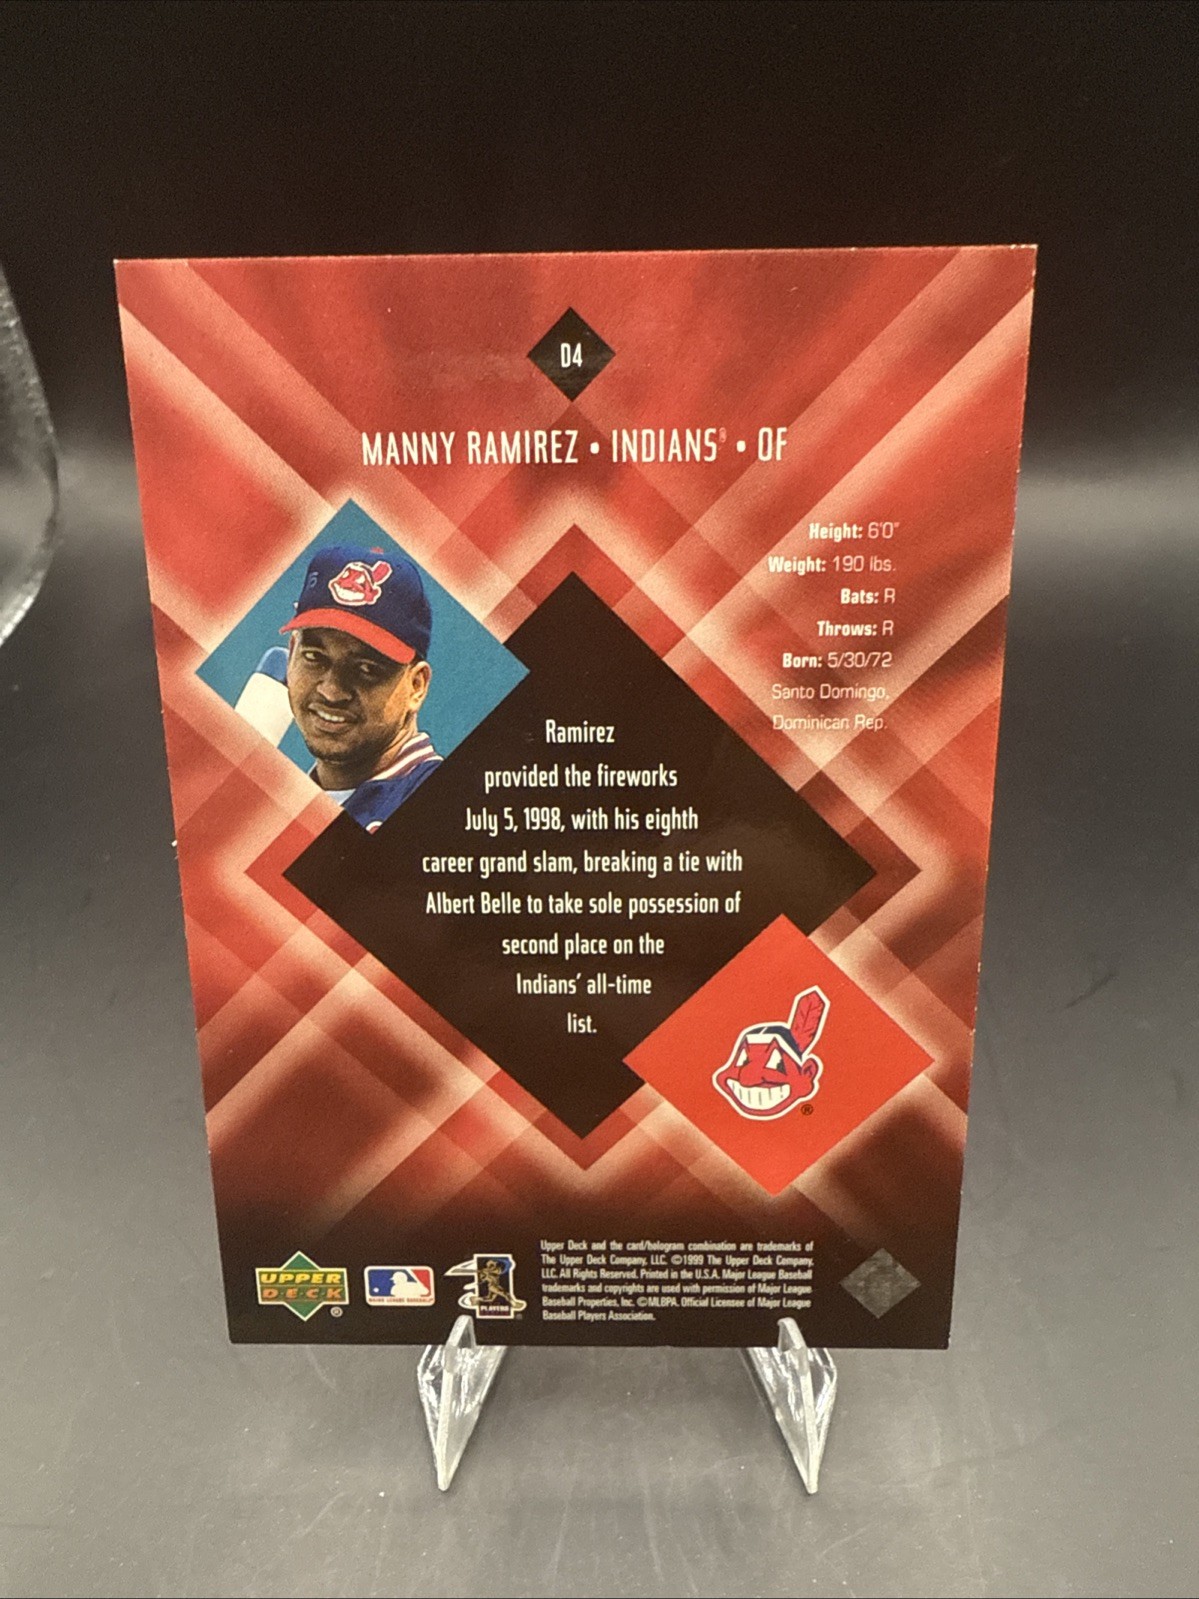 D4
MANNY RAMIREZ • INDIANS® • OF
Height: 6'0"
Weight: 190 lbs.
Bats: R
Throws: R
Born: 5/30/72
Santo Domingo,
Dominican Rep.
Ramirez
provided the fireworks
July 5, 1998, with his eighth
career grand slam, breaking a tie with
Albert Belle to take sole possession of
second place on the
Indians' all-time
list.
®
UPPER
DECK
®
MAJOR LEAGUE BASEBALL
PLAYERS
Upper Deck and the card/hologram combination are trademarks of
The Upper Deck Company, LLC. ©1999 The Upper Deck Company,
LLC. All Rights Reserved. Printed in the U.S.A. Major League Baseball
trademarks and copyrights are used with permission of Major League
Baseball Properties, Inc. ©MLBPA. Official Licensee of Major League
Baseball Players Association.